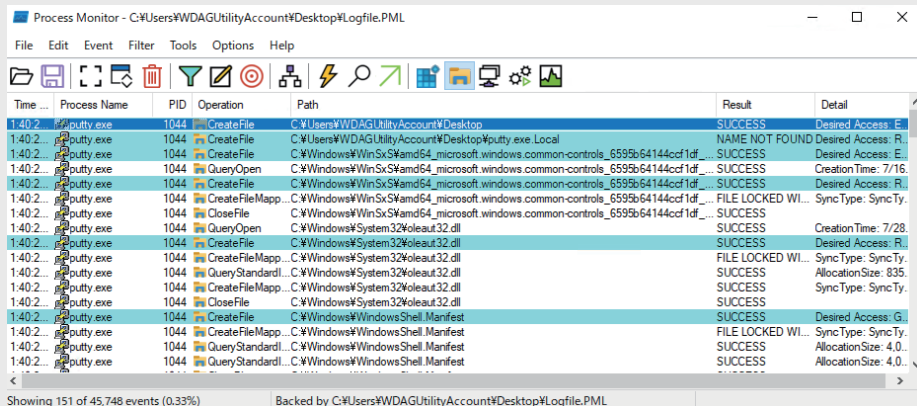 Process Monitor - C:¥Users¥WDAGUtilityAccount¥Desktop¥Logfile.PML
File Edit Event Filter Tools Options Help
Time ... Process Name PID Operation Path Result Detail
1:40:2... putty.exe 1044 CreateFile C:¥Users¥WDAGUtilityAccount¥Desktop SUCCESS Desired Access: E...
1:40:2... putty.exe 1044 CreateFile C:¥Users¥WDAGUtilityAccount¥Desktop¥putty.exe.Local NAME NOT FOUND Desired Access: R...
1:40:2... putty.exe 1044 CreateFile C:¥Windows¥WinSxS¥amd64_microsoft.windows.common-controls_6595b64144ccf1df_... SUCCESS Desired Access: E...
1:40:2... putty.exe 1044 QueryOpen C:¥Windows¥WinSxS¥amd64_microsoft.windows.common-controls_6595b64144ccf1df_... SUCCESS CreationTime: 7/16...
1:40:2... putty.exe 1044 CreateFile C:¥Windows¥WinSxS¥amd64_microsoft.windows.common-controls_6595b64144ccf1df_... SUCCESS Desired Access: R...
1:40:2... putty.exe 1044 CreateFileMapp... C:¥Windows¥WinSxS¥amd64_microsoft.windows.common-controls_6595b64144ccf1df_... FILE LOCKED WI... SyncType: SyncTy...
1:40:2... putty.exe 1044 CloseFile C:¥Windows¥WinSxS¥amd64_microsoft.windows.common-controls_6595b64144ccf1df_... SUCCESS
1:40:2... putty.exe 1044 QueryOpen C:¥Windows¥System32¥oleaut32.dll SUCCESS CreationTime: 7/28...
1:40:2... putty.exe 1044 CreateFile C:¥Windows¥System32¥oleaut32.dll SUCCESS Desired Access: R...
1:40:2... putty.exe 1044 CreateFileMapp... C:¥Windows¥System32¥oleaut32.dll FILE LOCKED WI... SyncType: SyncTy...
1:40:2... putty.exe 1044 QueryStandardI... C:¥Windows¥System32¥oleaut32.dll SUCCESS AllocationSize: 835...
1:40:2... putty.exe 1044 CreateFileMapp... C:¥Windows¥System32¥oleaut32.dll SUCCESS SyncType: SyncTy...
1:40:2... putty.exe 1044 CloseFile C:¥Windows¥System32¥oleaut32.dll SUCCESS
1:40:2... putty.exe 1044 CreateFile C:¥Windows¥WindowsShell.Manifest SUCCESS Desired Access: G...
1:40:2... putty.exe 1044 CreateFileMapp... C:¥Windows¥WindowsShell.Manifest FILE LOCKED WI... SyncType: SyncTy...
1:40:2... putty.exe 1044 QueryStandardI... C:¥Windows¥WindowsShell.Manifest SUCCESS AllocationSize: 4,0...
1:40:2... putty.exe 1044 QueryStandardI... C:¥Windows¥WindowsShell.Manifest SUCCESS AllocationSize: 4,0...
Showing 151 of 45,748 events (0.33%) Backed by C:¥Users¥WDAGUtilityAccount¥Desktop¥Logfile.PML